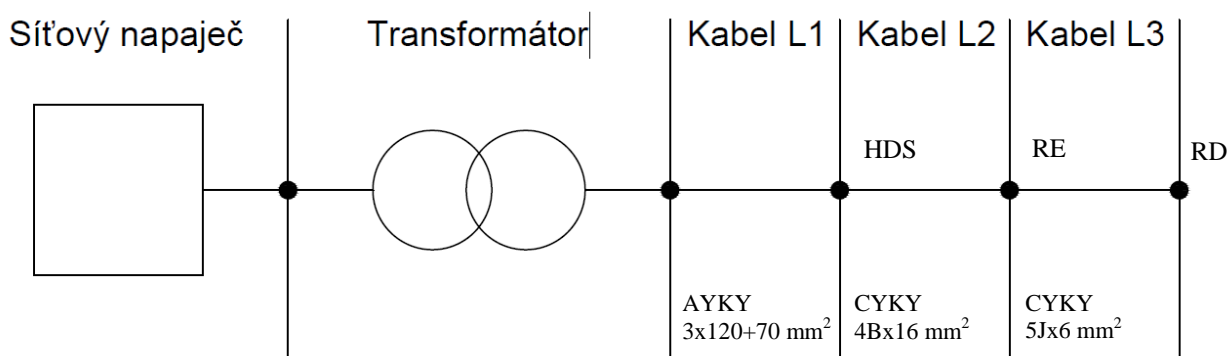 Síťový napaječ
Transformátor
Kabel L1
Kabel L2
Kabel L3
HDS
RE
RD
AYKY
3x120+70 mm²
CYKY
4Bx16 mm²
CYKY
5Jx6 mm²